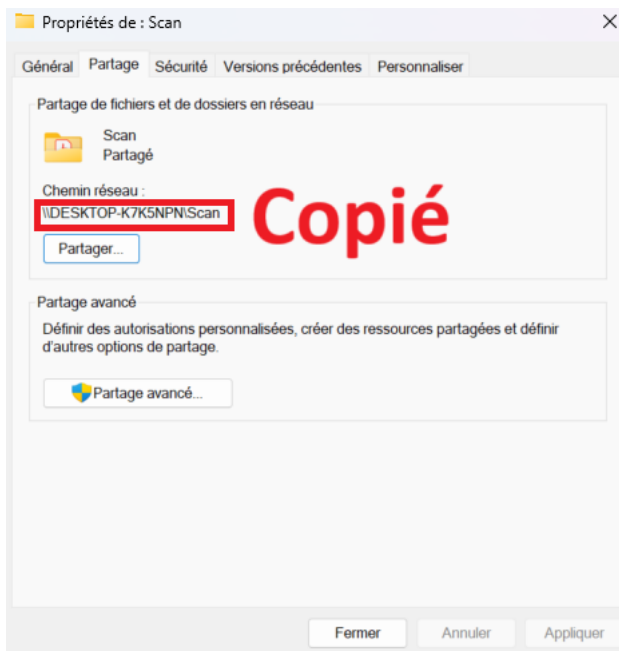 Propriétés de : Scan
Général Partage Sécurité Versions précédentes Personnaliser
Partage de fichiers et de dossiers en réseau
Scan
Partagé
Chemin réseau :
\\DESKTOP-K7K5NPN\Scan
Copié
Partager...
Partage avancé
Définir des autorisations personnalisées, créer des ressources partagées et définir
d'autres options de partage.
Partage avancé...
Fermer Annuler Appliquer